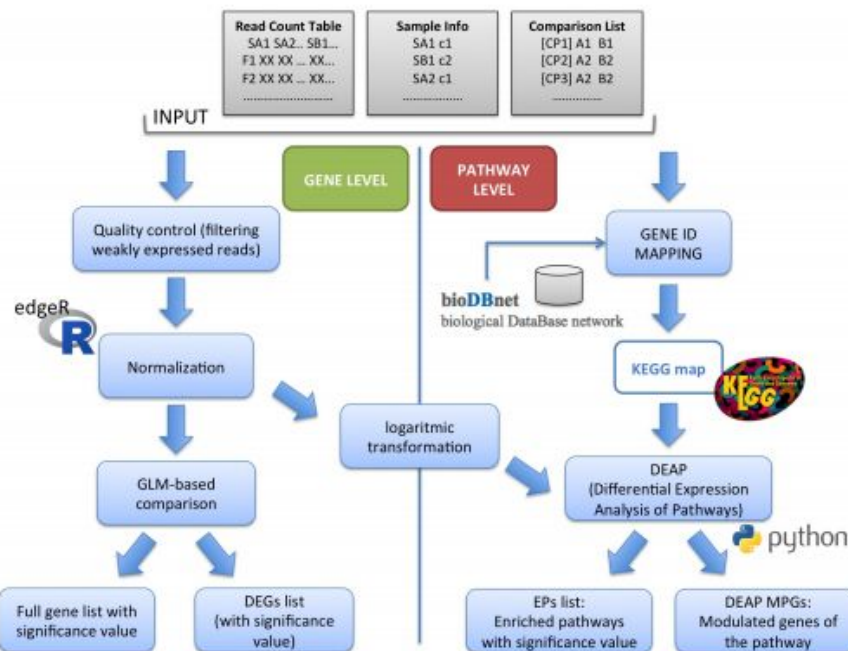 Read Count Table
SA1 SA2.. SB1...
F1 XX XX ... XX...
F2 XX XX ... XX...
............................
Sample Info
SA1 c1
SB1 c2
SA2 c1
..................
Comparison List
[CP1] A1 B1
[CP2] A2 B2
[CP3] A2 B2
...............
INPUT
GENE LEVEL
PATHWAY
LEVEL
Quality control (filtering
weakly expressed reads)
GENE ID
MAPPING
bioDBnet
biological DataBase network
edgeR
R
Normalization
KEGG map
KEGG
logaritmic
transformation
GLM-based
comparison
DEAP
(Differential Expression
Analysis of Pathways)
python
Full gene list with
significance value
DEGs list
(with significance
value)
EPs list:
Enriched pathways
with significance value
DEAP MPGs:
Modulated genes of
the pathway